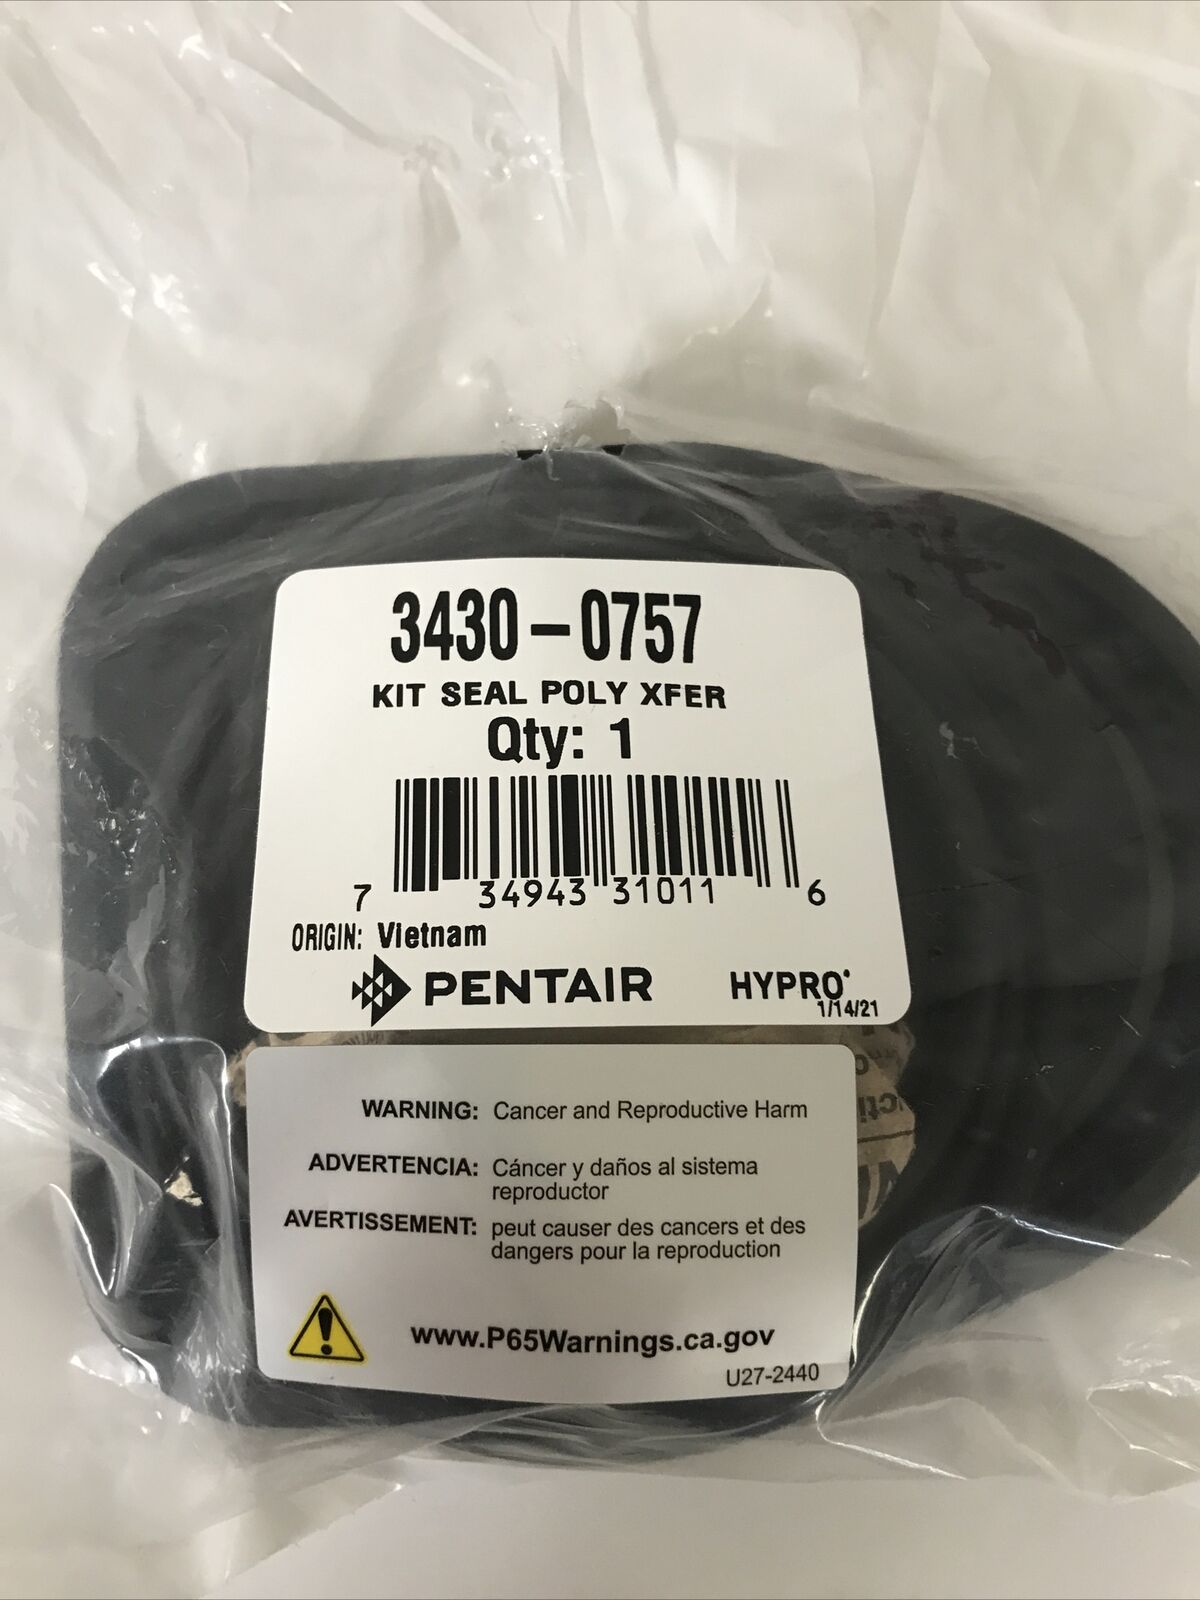 3430-0757
KIT SEAL POLY XFER
Qty: 1
7 34943 31011 6
ORIGIN: Vietnam
PENTAIR HYPRO®
1/14/21
WARNING: Cancer and Reproductive Harm
ADVERTENCIA: Cáncer y daños al sistema
reproductor
AVERTISSEMENT: peut causer des cancers et des
dangers pour la reproduction
www.P65Warnings.ca.gov
U27-2440